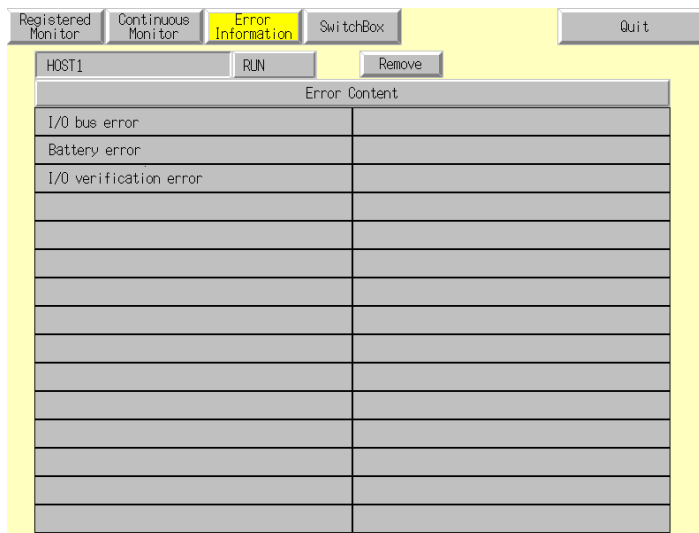 Registered Monitor
Continuous Monitor
Error Information
SwitchBox
Quit
HOST1
RUN
Remove
Error Content
I/O bus error
Battery error
I/O verification error